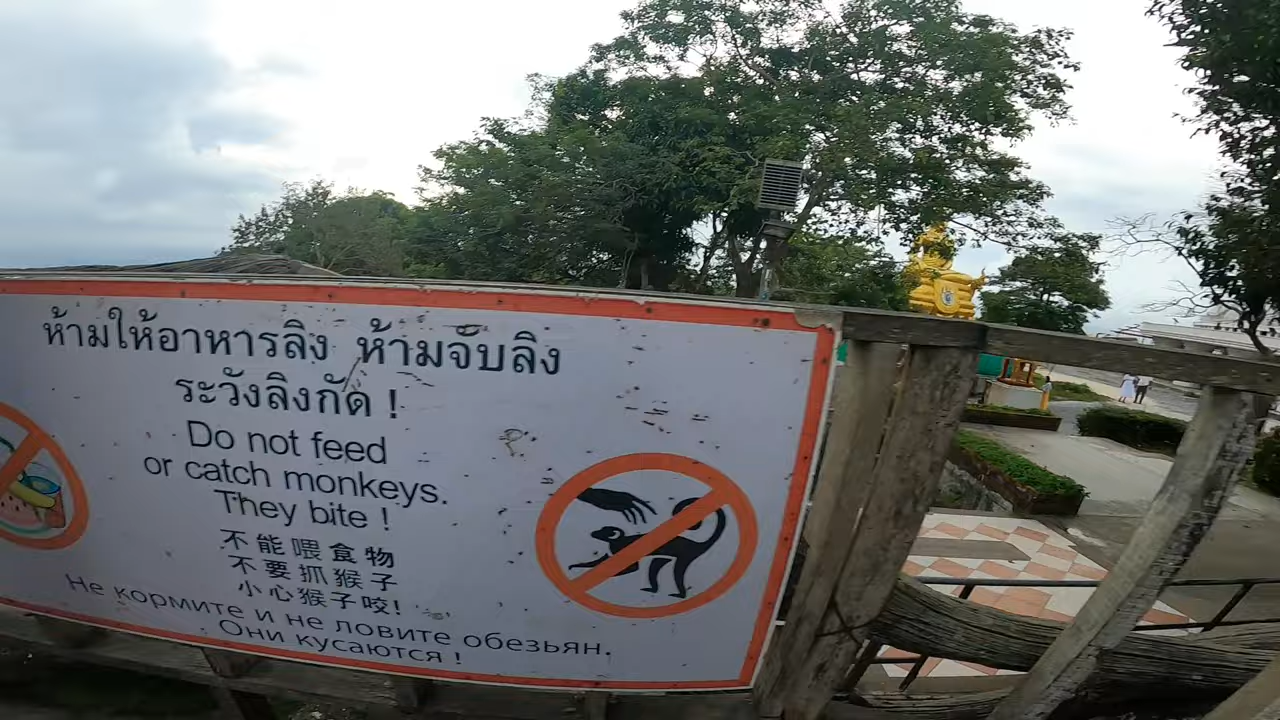 ห้ามให้อาหารลิง ห้ามจับลิง
ระวังลิงกัด !
Do not feed
or catch monkeys.
They bite !
不能喂食物
不要抓猴子
小心猴子咬!
Не кормите и не ловите обезьян.
Они кусаются !